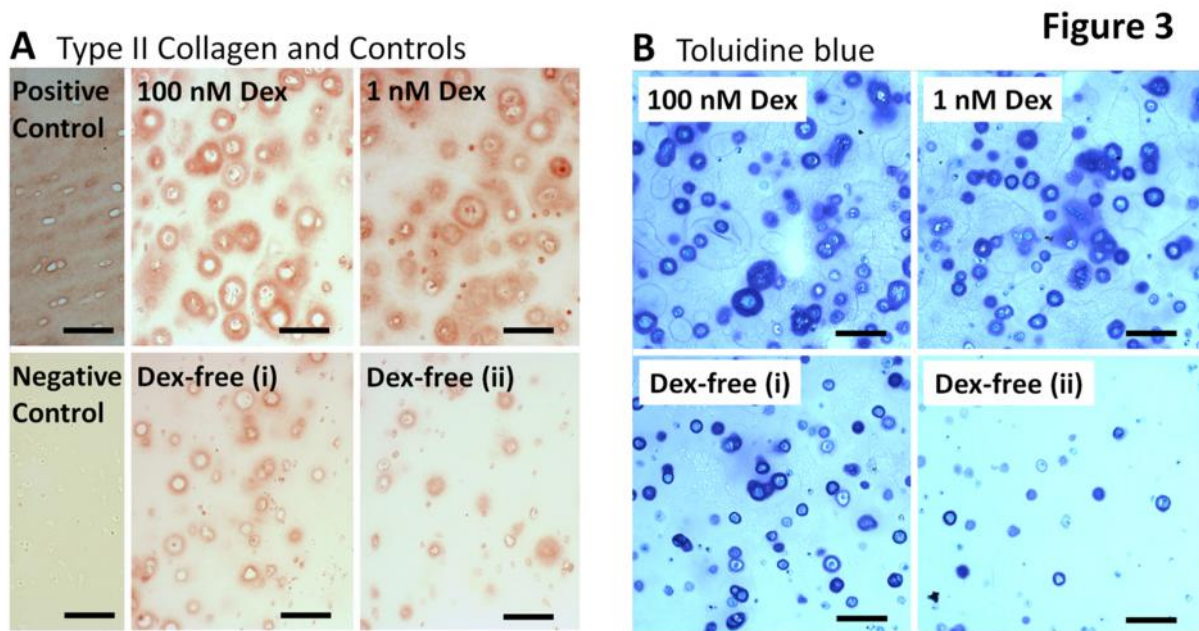 Figure 3
A Type II Collagen and Controls
Positive Control
100 nM Dex
1 nM Dex
Negative Control
Dex-free (i)
Dex-free (ii)
B Toluidine blue
100 nM Dex
1 nM Dex
Dex-free (i)
Dex-free (ii)